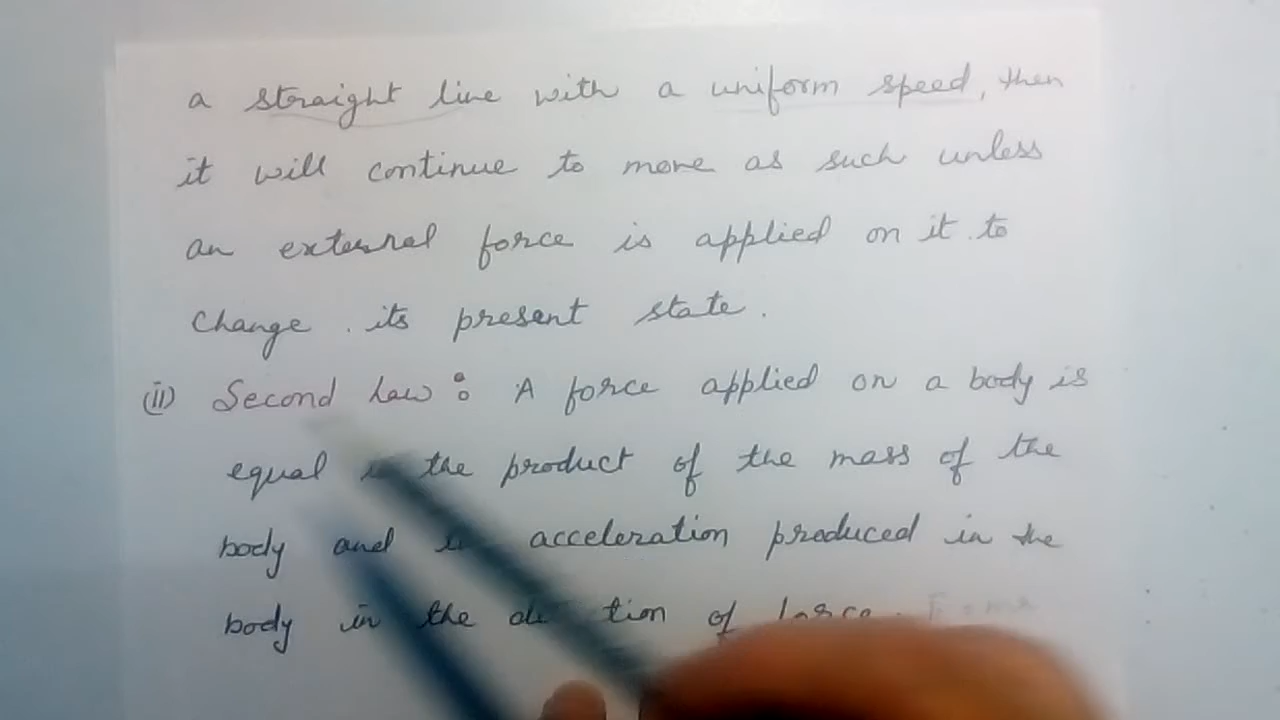 a straight line with a uniform speed, then
it will continue to move as such unless
an external force is applied on it to
change its present state.
(ii) Second Law : A force applied on a body is
equal the product of the mass of the
body and acceleration produced in the
body in the of